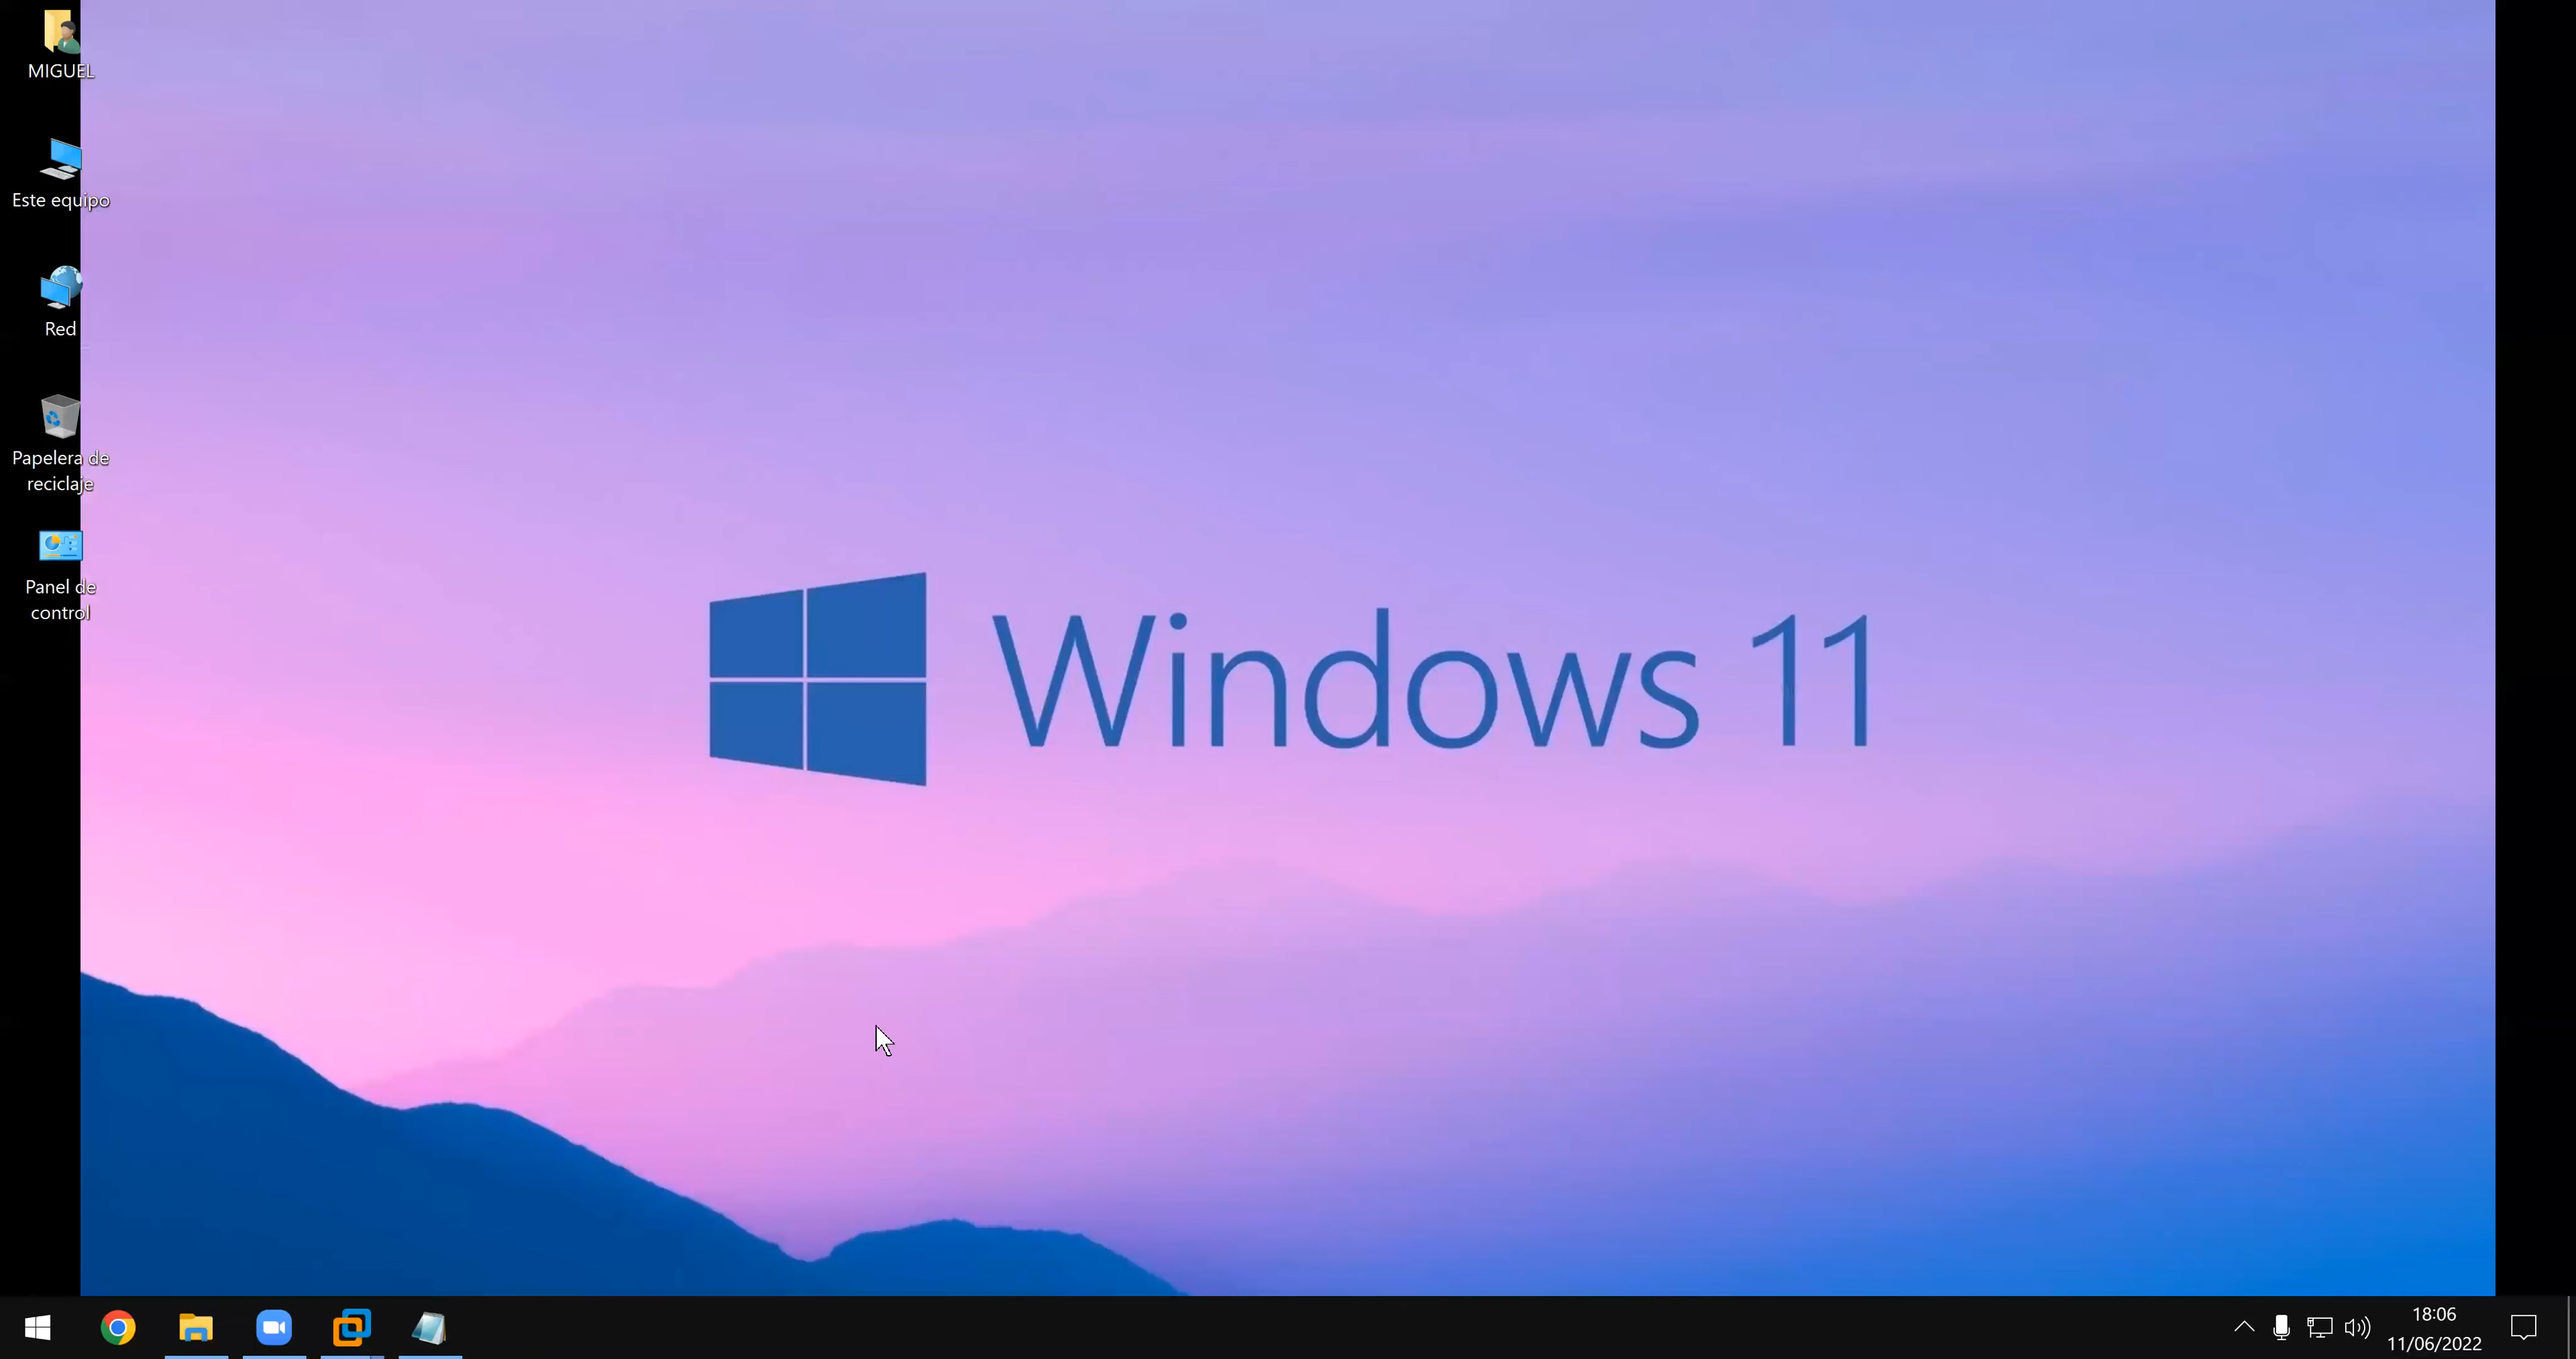 MIGUEL
Este equipo
Red
Papelera de
reciclaje
Panel de
control
Windows 11
18:06
11/06/2022